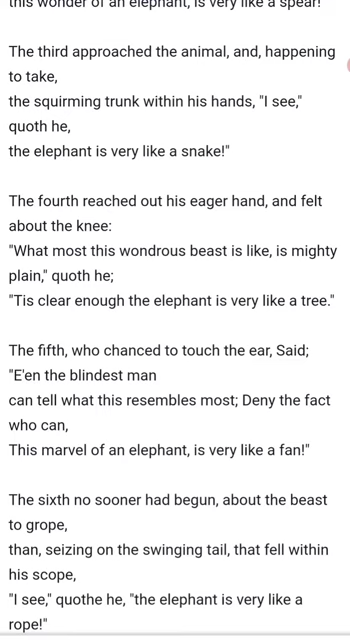 this wonder of an elephant, is very like a spear!
The third approached the animal, and, happening
to take,
the squirming trunk within his hands, "I see,"
quoth he,
the elephant is very like a snake!"
The fourth reached out his eager hand, and felt
about the knee:
"What most this wondrous beast is like, is mighty
plain," quoth he;
"Tis clear enough the elephant is very like a tree."
The fifth, who chanced to touch the ear, Said;
"E'en the blindest man
can tell what this resembles most; Deny the fact
who can,
This marvel of an elephant, is very like a fan!"
The sixth no sooner had begun, about the beast
to grope,
than, seizing on the swinging tail, that fell within
his scope,
"I see," quothe he, "the elephant is very like a
rope!"